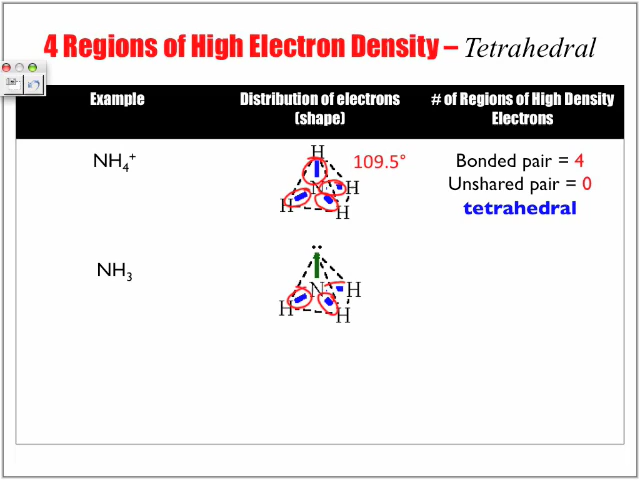 4 Regions of High Electron Density – Tetrahedral
Example
Distribution of electrons
(shape)
# of Regions of High Density
Electrons
NH₄⁺
H
N
H
H
H
109.5°
Bonded pair = 4
Unshared pair = 0
tetrahedral
NH₃
..
N
H
H
H